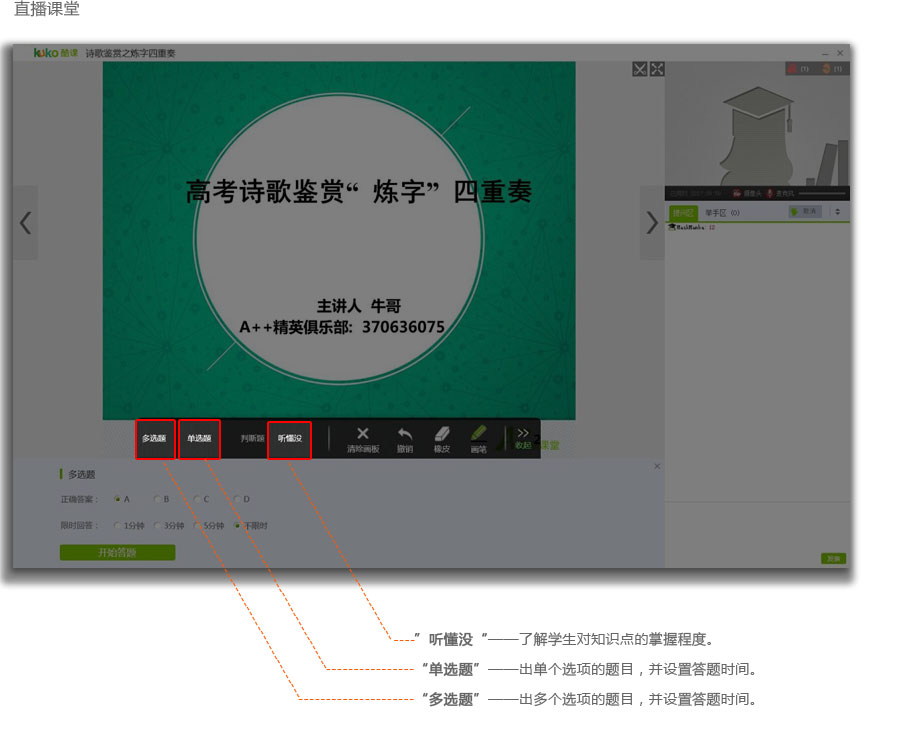 直播课堂
kuko 酷课 诗歌鉴赏之炼字四重奏
(1) (1)
高考诗歌鉴赏“炼字”四重奏
主讲人 牛哥
A++精英俱乐部: 370636075
摄像头 麦克风
提问区 举手区 (0) 取消
12
多选题 单选题 判断题 听懂没 清除画板 撤销 橡皮 画笔 收起 课堂
多选题
正确答案： A B C D
限时回答： 1分钟 3分钟 5分钟 不限时
开始答题
发送
”听懂没“——了解学生对知识点的掌握程度。
“单选题”——出单个选项的题目，并设置答题时间。
“多选题”——出多个选项的题目，并设置答题时间。